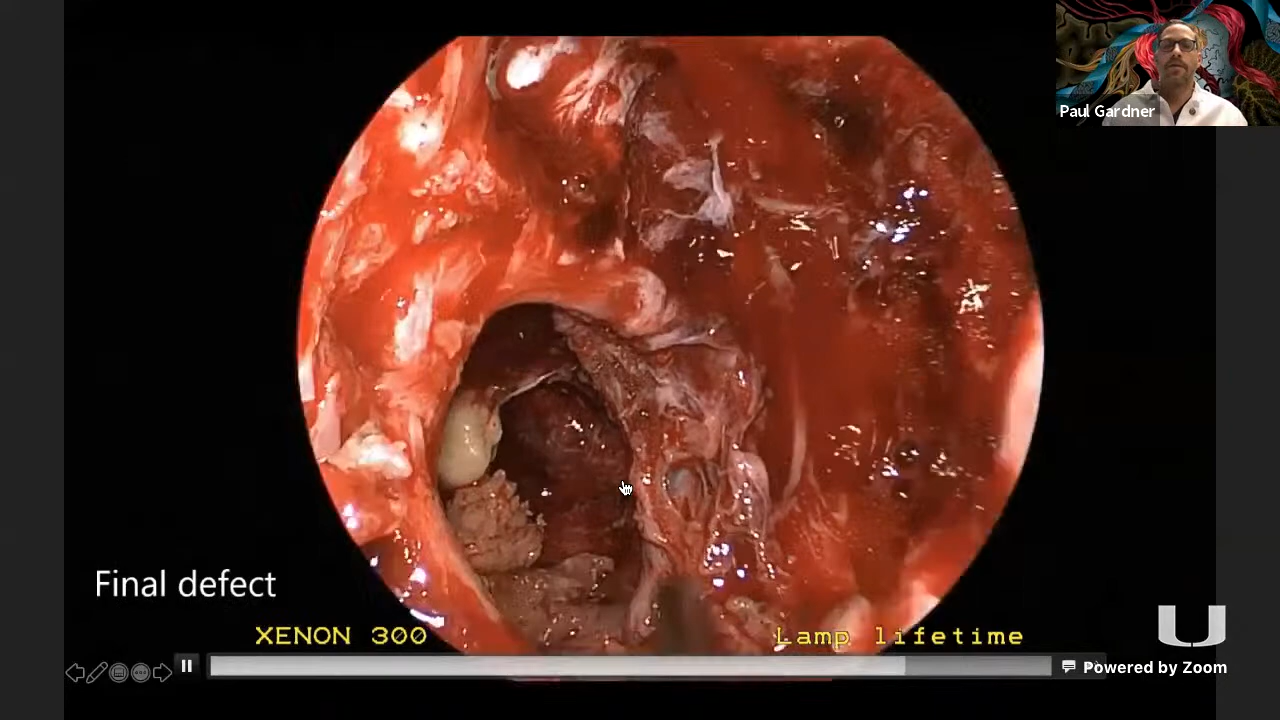 Paul Gardner
Final defect
XENON 300
Lamp lifetime
U
Powered by Zoom